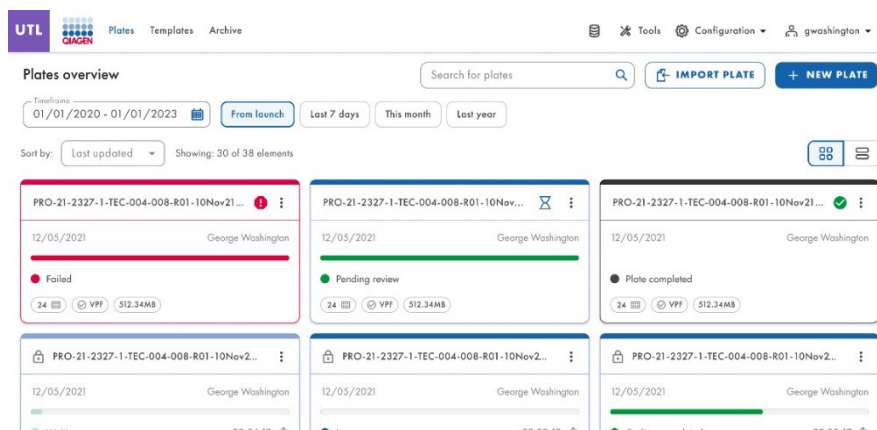 UTL QIAGEN Plates Templates Archive Tools Configuration gwashington
Plates overview Search for plates IMPORT PLATE + NEW PLATE
Timeframe
01/01/2020 - 01/01/2023 From launch Last 7 days This month Last year
Sort by: Last updated Showing: 30 of 38 elements
PRO-21-2327-1-TEC-004-008-R01-10Nov21... PRO-21-2327-1-TEC-004-008-R01-10Nov... PRO-21-2327-1-TEC-004-008-R01-10Nov21...
12/05/2021 George Washington 12/05/2021 George Washington 12/05/2021 George Washington
Failed Pending review Plate completed
24 VPF 512.34MB 24 VPF 512.34MB 24 VPF 512.34MB
PRO-21-2327-1-TEC-004-008-R01-10Nov2... PRO-21-2327-1-TEC-004-008-R01-10Nov2... PRO-21-2327-1-TEC-004-008-R01-10Nov2...
12/05/2021 George Washington 12/05/2021 George Washington 12/05/2021 George Washington